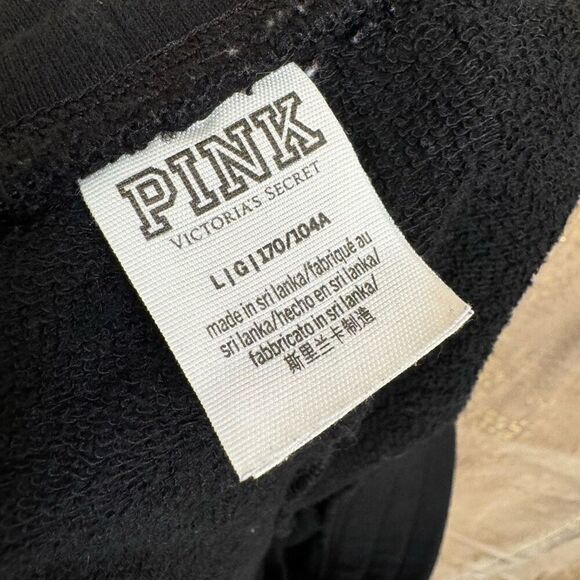 PINK
VICTORIA'S SECRET
L|G|170/104A
made in sri lanka/fabriqué au
sri lanka/hecho en sri lanka/
fabbricato in sri lanka/
斯里兰卡制造